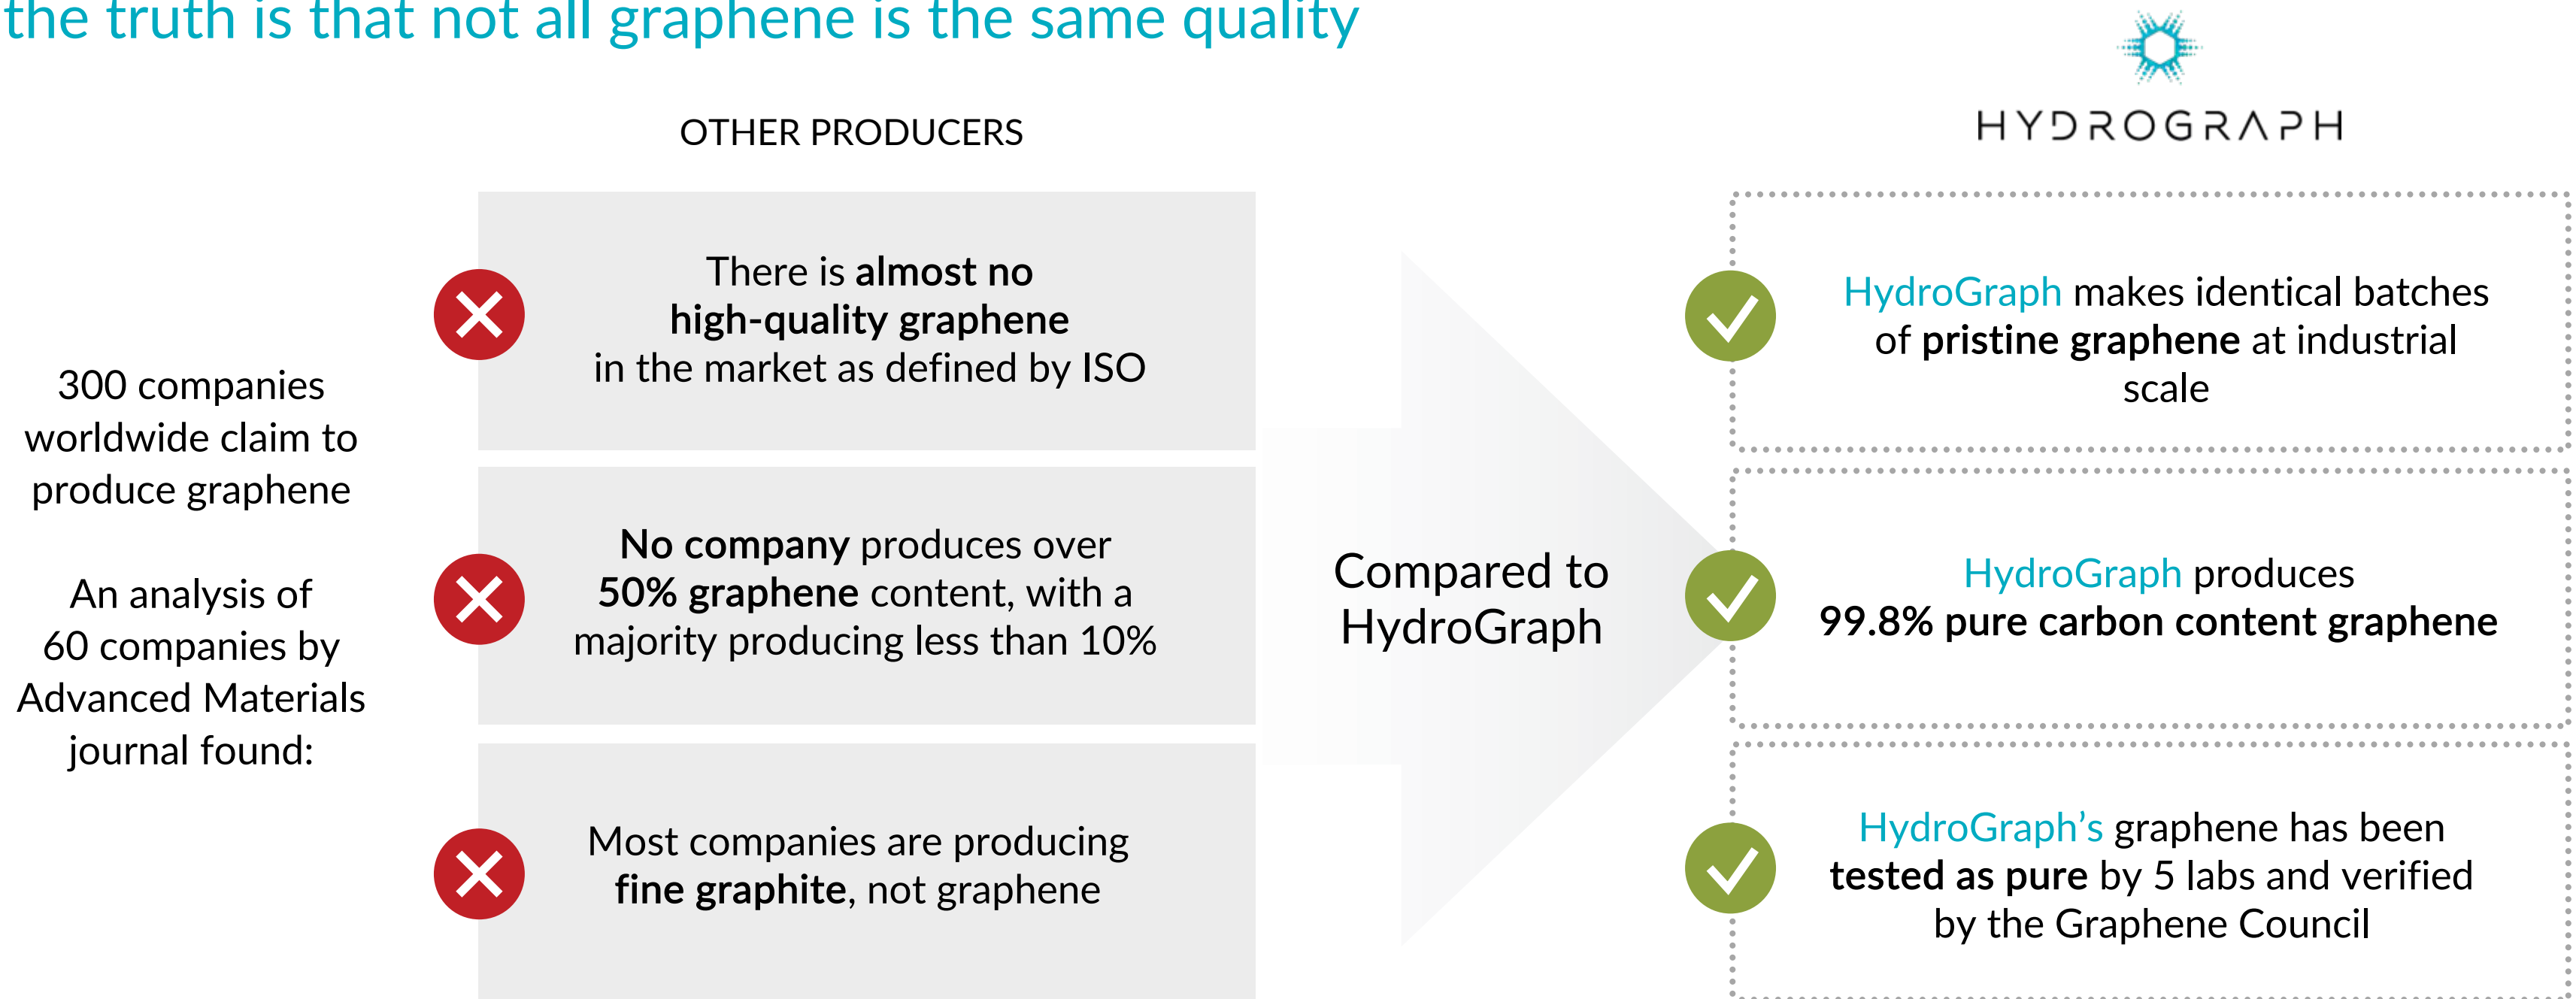 the truth is that not all graphene is the same quality
HYDROGRAPH
OTHER PRODUCERS
300 companies
worldwide claim to
produce graphene
An analysis of
60 companies by
Advanced Materials
journal found:
There is almost no
high-quality graphene
in the market as defined by ISO
No company produces over
50% graphene content, with a
majority producing less than 10%
Most companies are producing
fine graphite, not graphene
Compared to
HydroGraph
HydroGraph makes identical batches
of pristine graphene at industrial
scale
HydroGraph produces
99.8% pure carbon content graphene
HydroGraph’s graphene has been
tested as pure by 5 labs and verified
by the Graphene Council